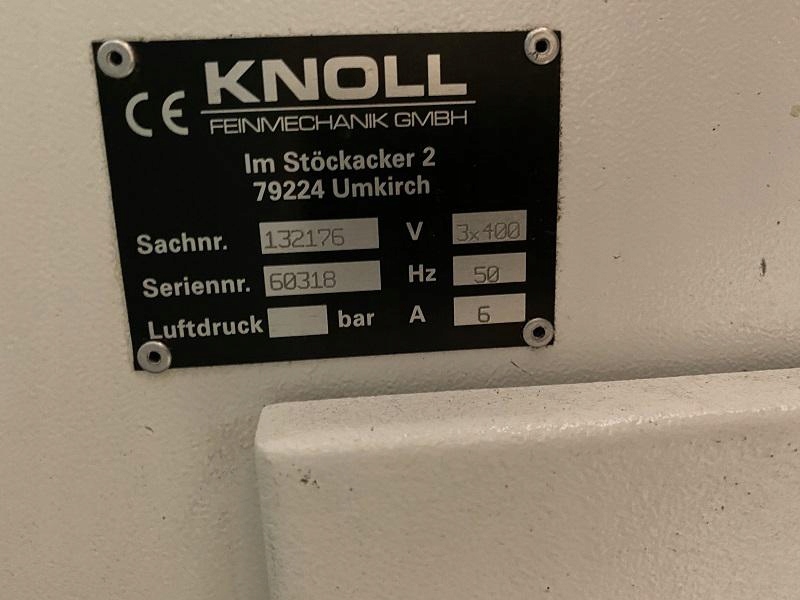 CE KNOLL
FEINMECHANIK GMBH
Im Stöckacker 2
79224 Umkirch
Sachnr. 132176 V 3x400
Seriennr. 60318 Hz 50
Luftdruck bar A 6